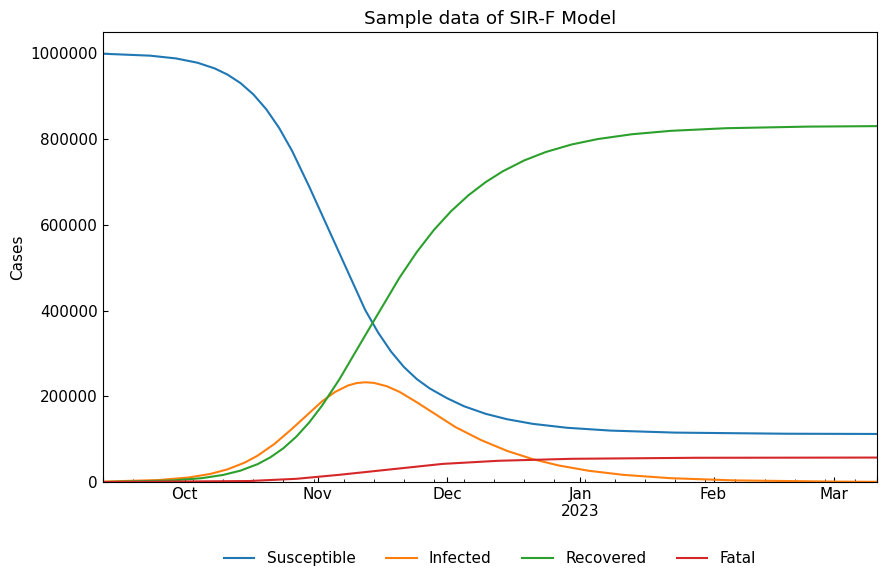 Sample data of SIR-F Model
Cases
1000000
800000
600000
400000
200000
0
Oct Nov Dec Jan Feb Mar
2023
Susceptible Infected Recovered Fatal